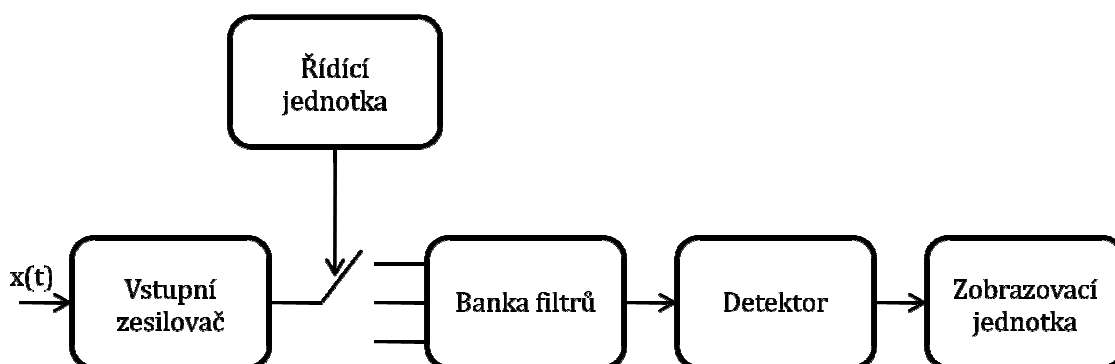 Řídící
jednotka
x(t)
Vstupní
zesilovač
Banka filtrů
Detektor
Zobrazovací
jednotka